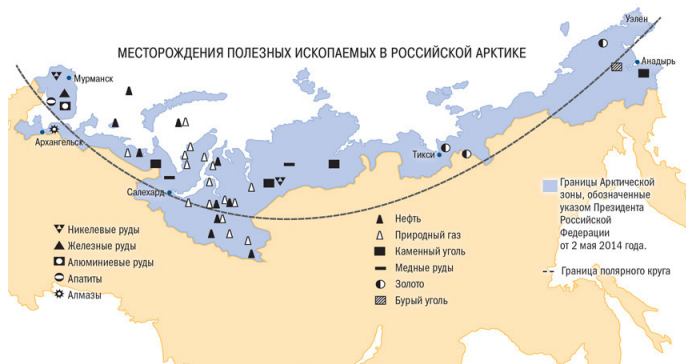 Уэлен
МЕСТОРОЖДЕНИЯ ПОЛЕЗНЫХ ИСКОПАЕМЫХ В РОССИЙСКОЙ АРКТИКЕ
Анадырь
Мурманск
Архангельск
Тикси
Салехард
Никелевые руды
Железные руды
Алюминиевые руды
Апатиты
Алмазы
Нефть
Природный газ
Каменный уголь
Медные руды
Золото
Бурый уголь
Границы Арктической
зоны, обозначенные
указом Президента
Российской
Федерации
от 2 мая 2014 года.
Граница полярного круга